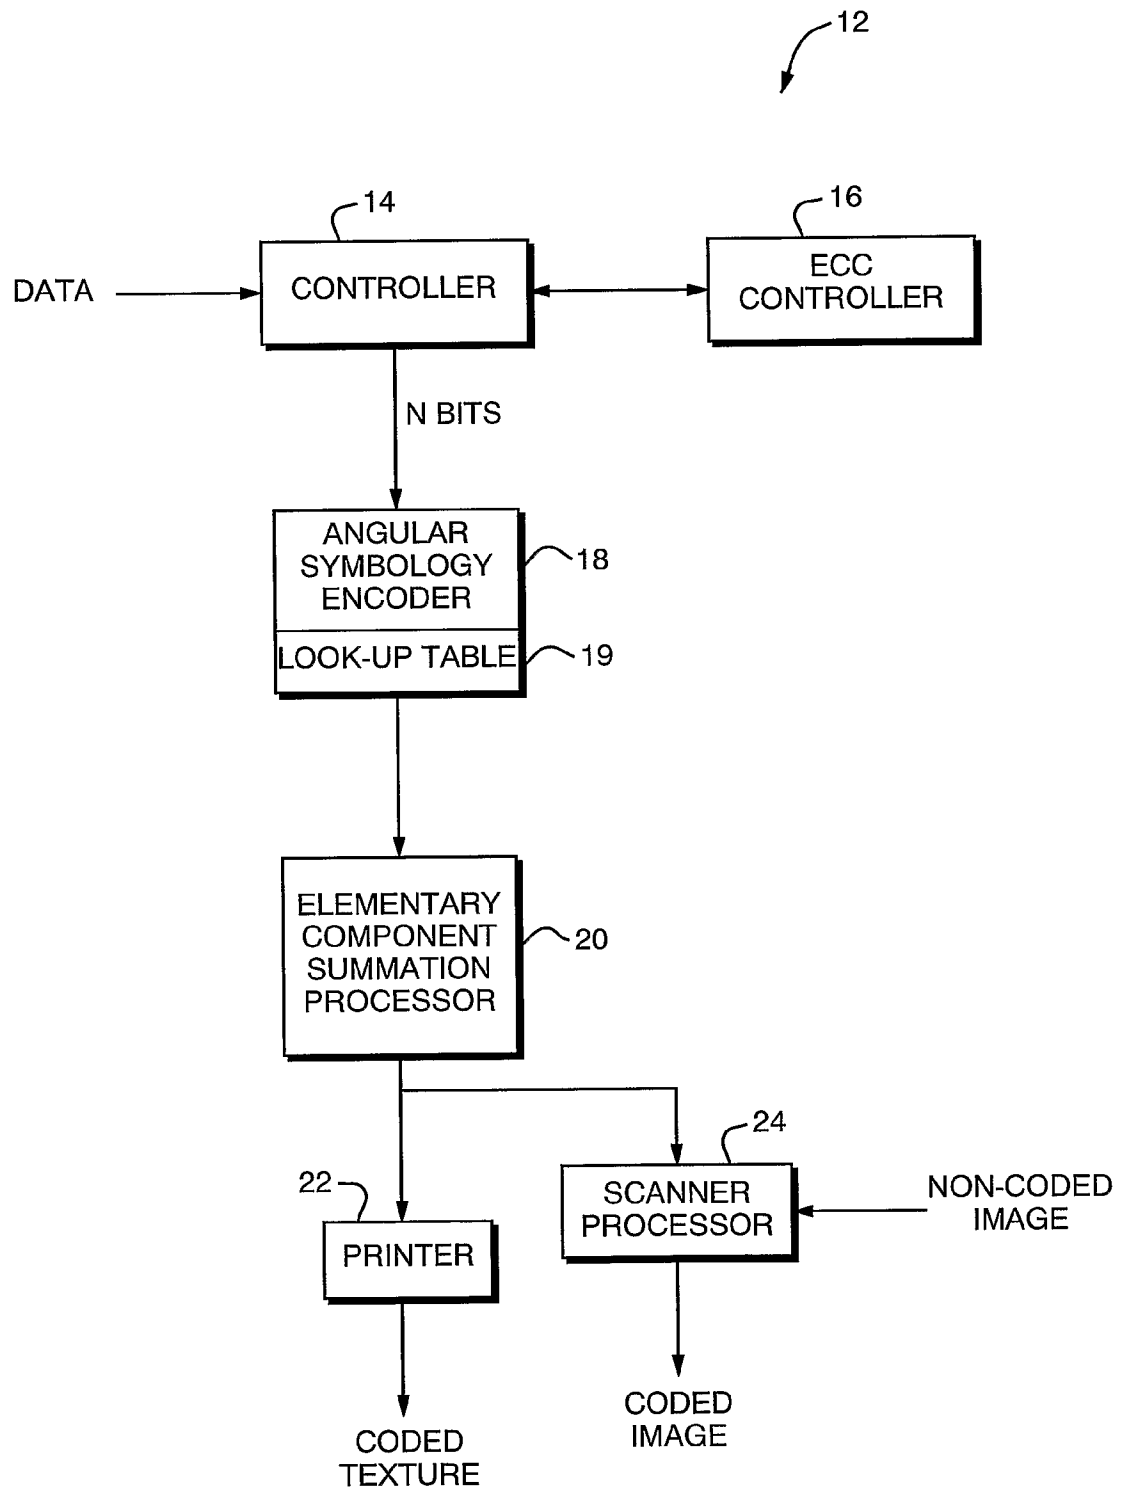 12
14
16
DATA
CONTROLLER
ECC
CONTROLLER
N BITS
ANGULAR
SYMBOLOGY
ENCODER
18
LOOK-UP TABLE
19
ELEMENTARY
COMPONENT
SUMMATION
PROCESSOR
20
24
22
SCANNER
PROCESSOR
NON-CODED
IMAGE
PRINTER
CODED
IMAGE
CODED
TEXTURE